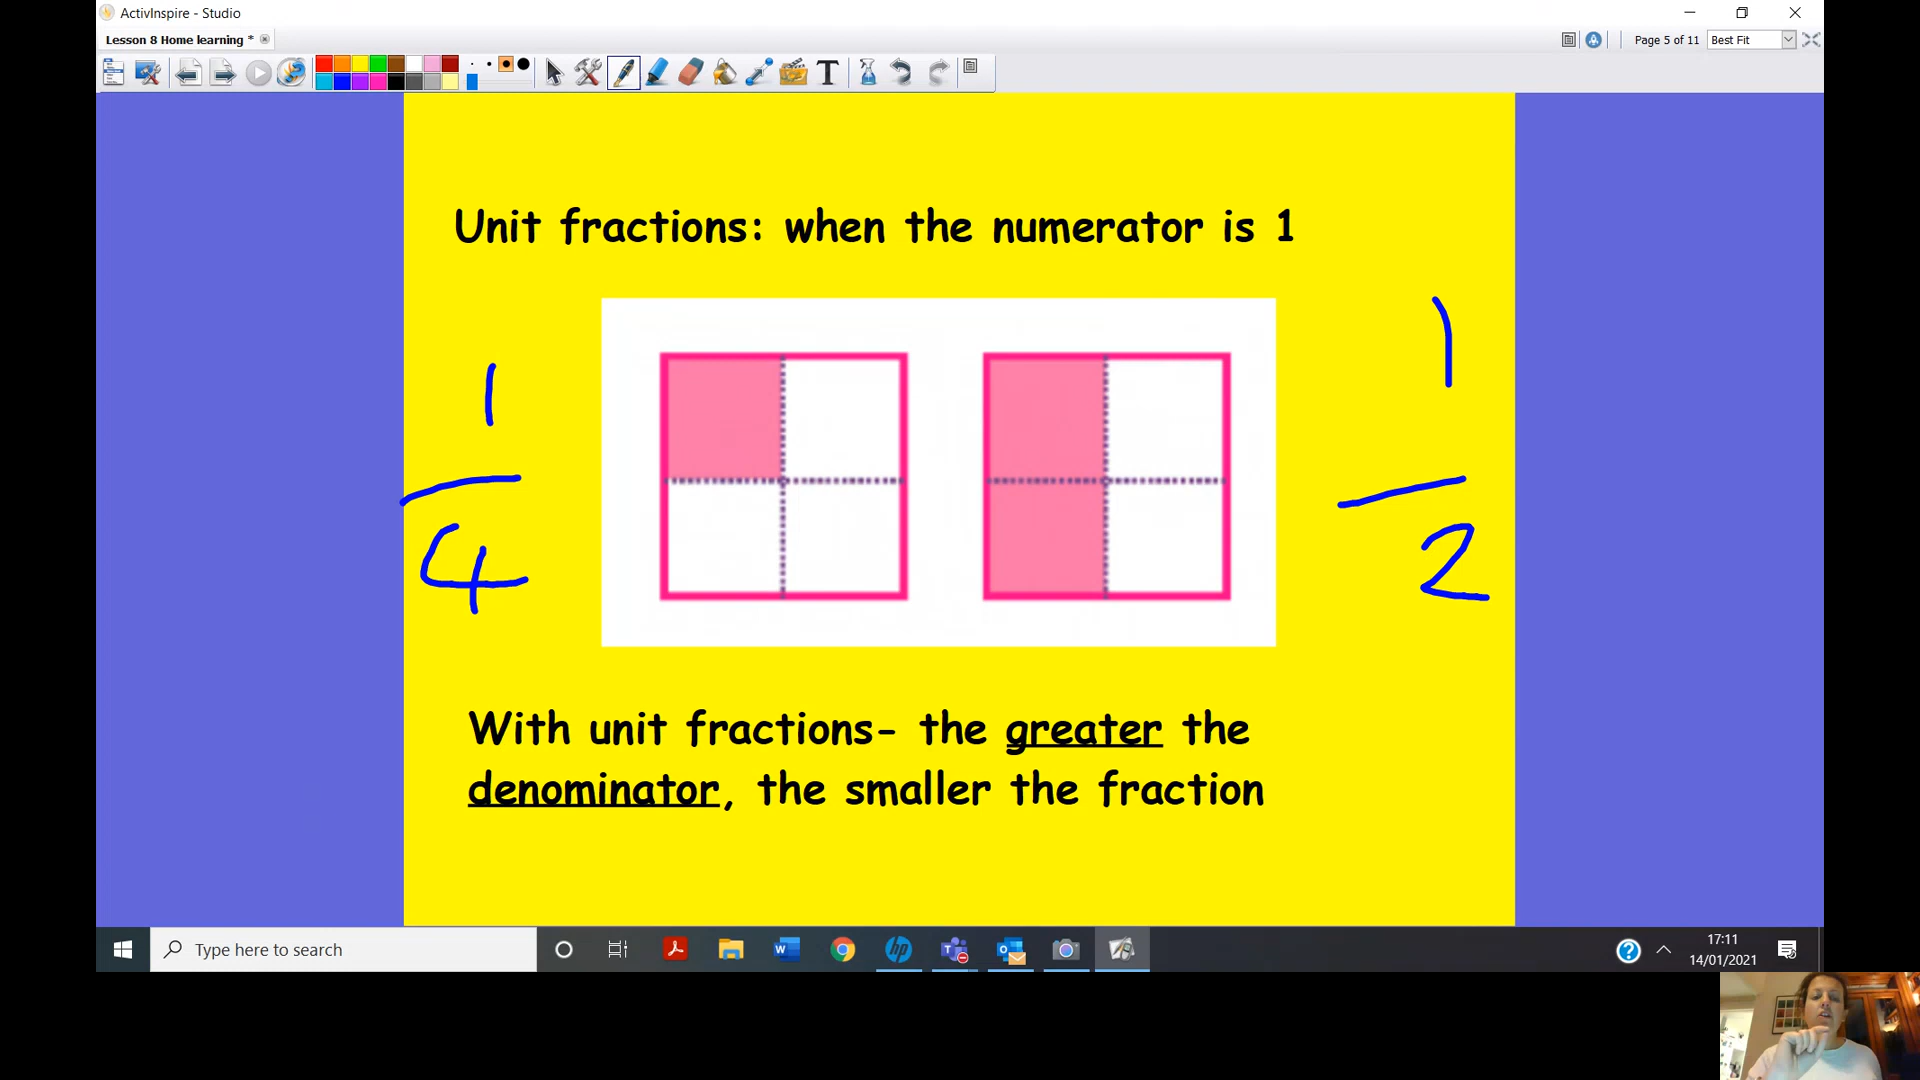 ActivInspire - Studio
Lesson 8 Home learning *
Page 5 of 11
Best Fit
Unit fractions: when the numerator is 1
1
4
1
2
With unit fractions- the greater the
denominator, the smaller the fraction
Type here to search
17:11
14/01/2021